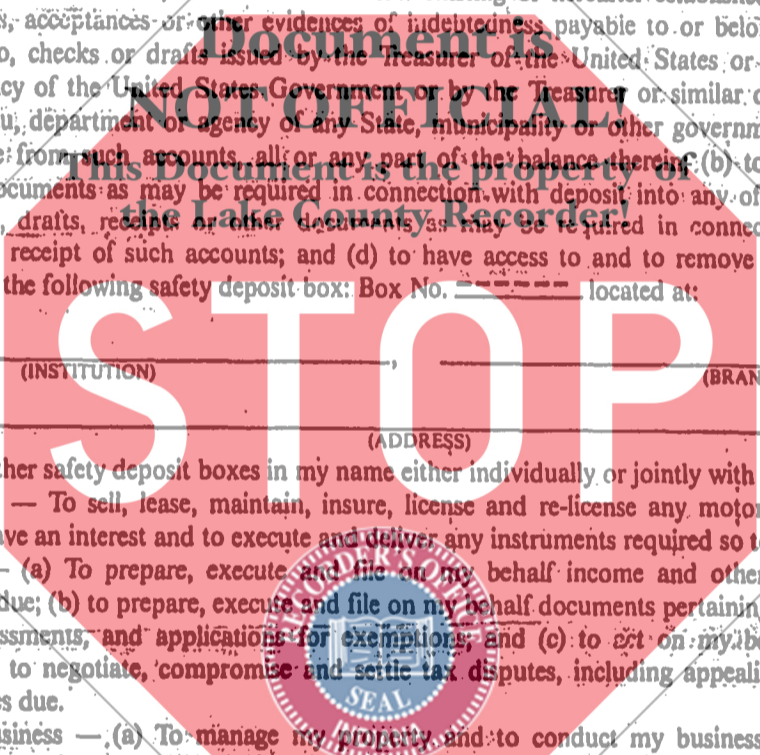 s, acceptances or other evidences of indebtedness payable to or belo
Document is
o, checks or drafts issued by the Treasurer of the United States or
cy of the United States Government or by the Treasurer or similar
NOT OFFICIAL!
u, department or agency of any State, municipality or other governm
e from such accounts, all or any part of the balance therein; (b) to
This Document is the property of
ocuments as may be required in connection with deposit into any of
the Lake County Recorder!
, drafts, receipts or other documents as may be required in connec
receipt of such accounts; and (d) to have access to and to remove
the following safety deposit box: Box No. ------ located at:
STOP
(INSTITUTION) , (BRAN
(ADDRESS)
her safety deposit boxes in my name either individually or jointly with
— To sell, lease, maintain, insure, license and re-license any motor
ve an interest and to execute and deliver any instruments required so t
— (a) To prepare, execute and file on my behalf income and othe
due; (b) to prepare, execute and file on my behalf documents pertainin
ssments, and applications for exemptions; and (c) to act on my be
to negotiate, compromise and settle tax disputes, including appeali
s due.
siness — (a) To manage my property and to conduct my business
RECORDER'S OFFICE
SEAL